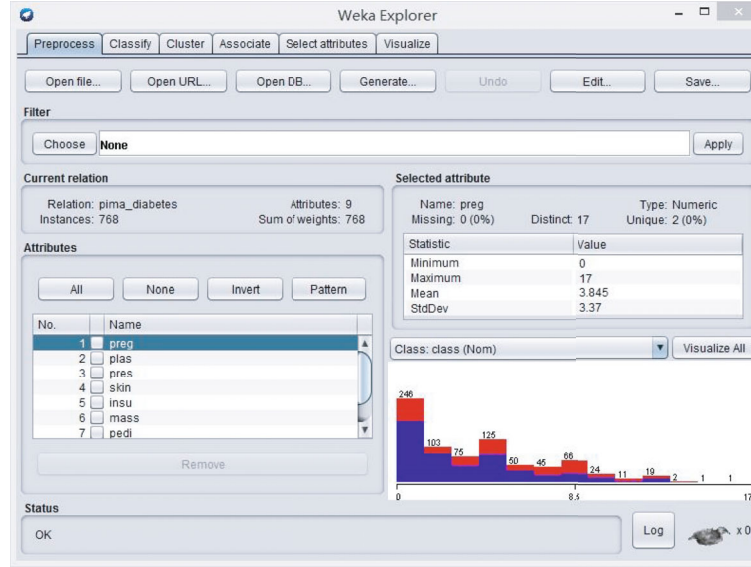 Weka Explorer
Preprocess Classify Cluster Associate Select attributes Visualize
Open file... Open URL... Open DB... Generate... Undo Edit... Save...
Filter
Choose None Apply
Current relation
Relation: pima_diabetes Attributes: 9
Instances: 768 Sum of weights: 768
Attributes
All None Invert Pattern
No. Name
1 preg
2 plas
3 pres
4 skin
5 insu
6 mass
7 pedi
Remove
Selected attribute
Name: preg Type: Numeric
Missing: 0 (0%) Distinct: 17 Unique: 2 (0%)
Statistic Value
Minimum 0
Maximum 17
Mean 3.845
StdDev 3.37
Class: class (Nom) Visualize All
246 103 75 125 50 45 66 24 11 19 2 1 1
0 8.5 17
Status
OK
Log x 0